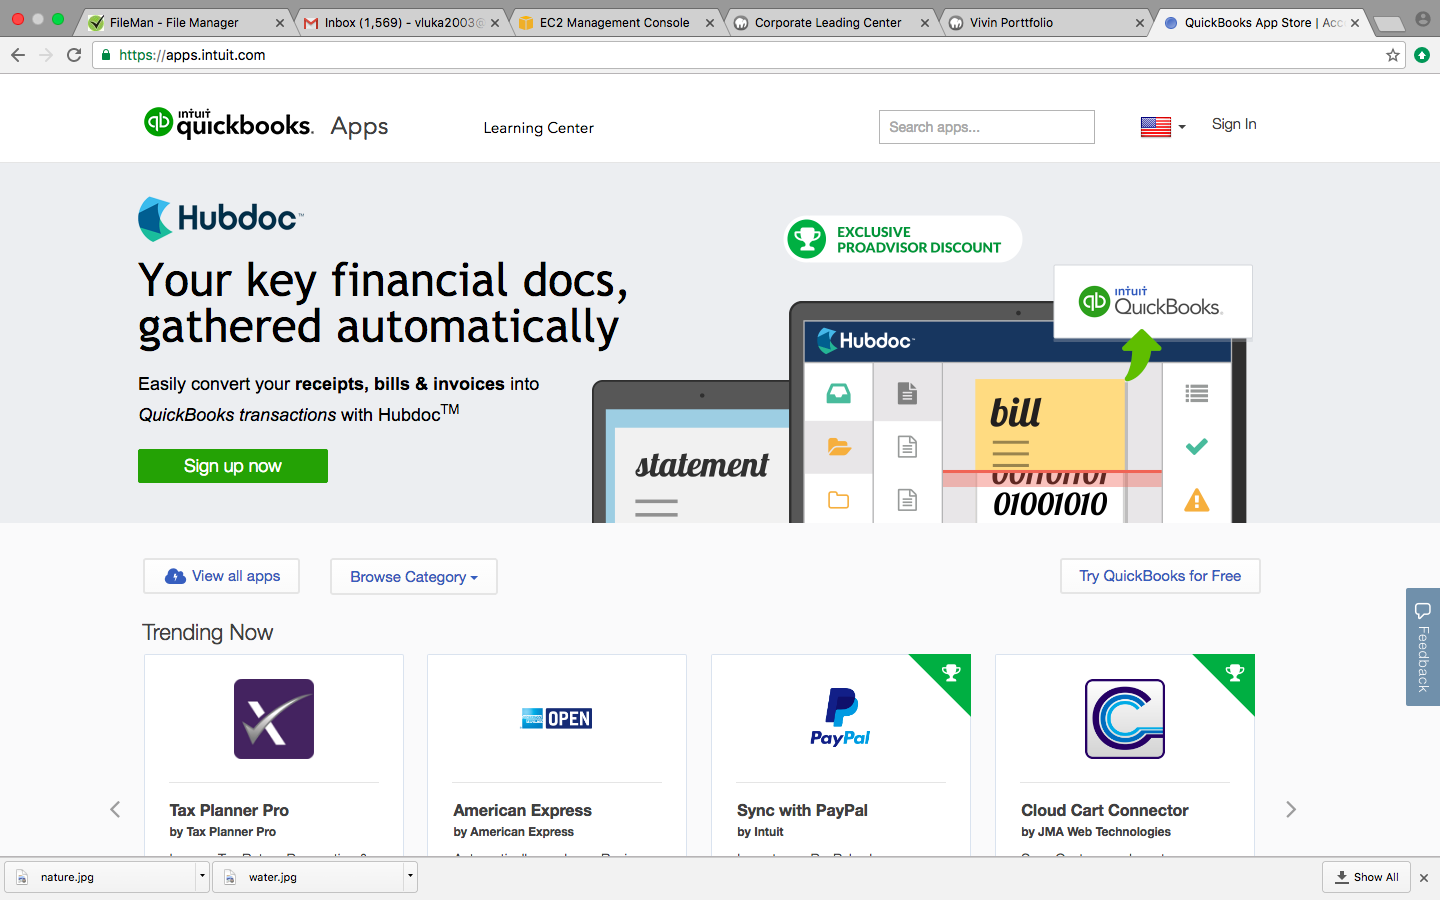 FileMan - File Manager
Inbox (1,569) - vluka2003@
EC2 Management Console
Corporate Leading Center
Vivin Porttfolio
QuickBooks App Store | Acc
https://apps.intuit.com
intuit
quickbooks. Apps
Learning Center
Search apps...
Sign In
Hubdoc™
Your key financial docs,
gathered automatically
Easily convert your receipts, bills & invoices into
QuickBooks transactions with Hubdoc™
Sign up now
EXCLUSIVE
PROADVISOR DISCOUNT
intuit
QuickBooks.
Hubdoc™
statement
bill
01001010
View all apps
Browse Category
Try QuickBooks for Free
Feedback
Trending Now
OPEN
PayPal
Tax Planner Pro
by Tax Planner Pro
American Express
by American Express
Sync with PayPal
by Intuit
Cloud Cart Connector
by JMA Web Technologies
nature.jpg
water.jpg
Show All